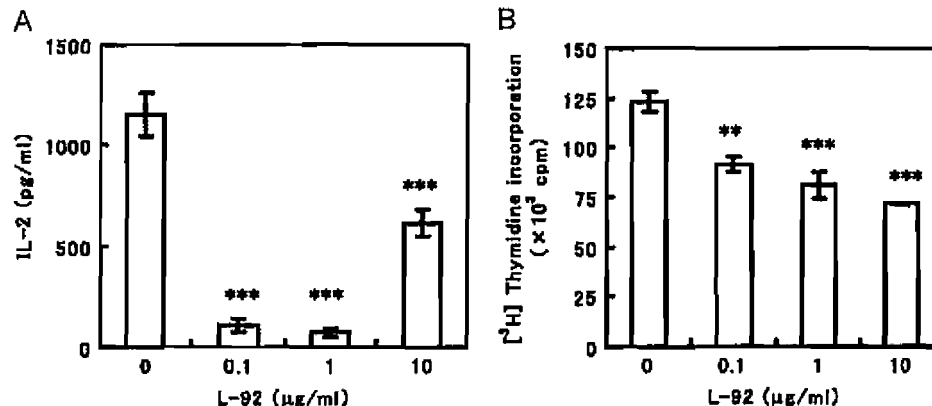 A
1500
1000
500
0
IL-2 (pg/ml)
***
***
***
0 0.1 1 10
L-92 (μg/ml)
B
150
125
100
75
50
25
0
[³H] Thymidine incorporation
(×10³ cpm)
**
***
***
0 0.1 1 10
L-92 (μg/ml)